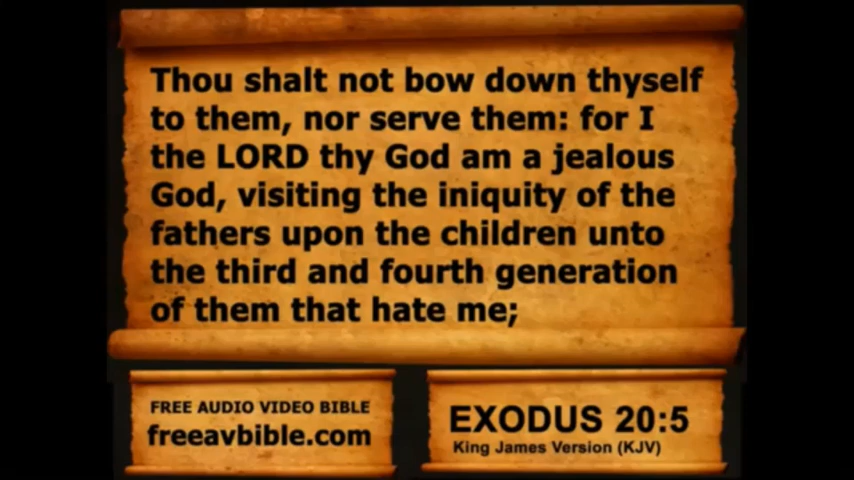 Thou shalt not bow down thyself
to them, nor serve them: for I
the LORD thy God am a jealous
God, visiting the iniquity of the
fathers upon the children unto
the third and fourth generation
of them that hate me;
FREE AUDIO VIDEO BIBLE
freeavbible.com
EXODUS 20:5
King James Version (KJV)